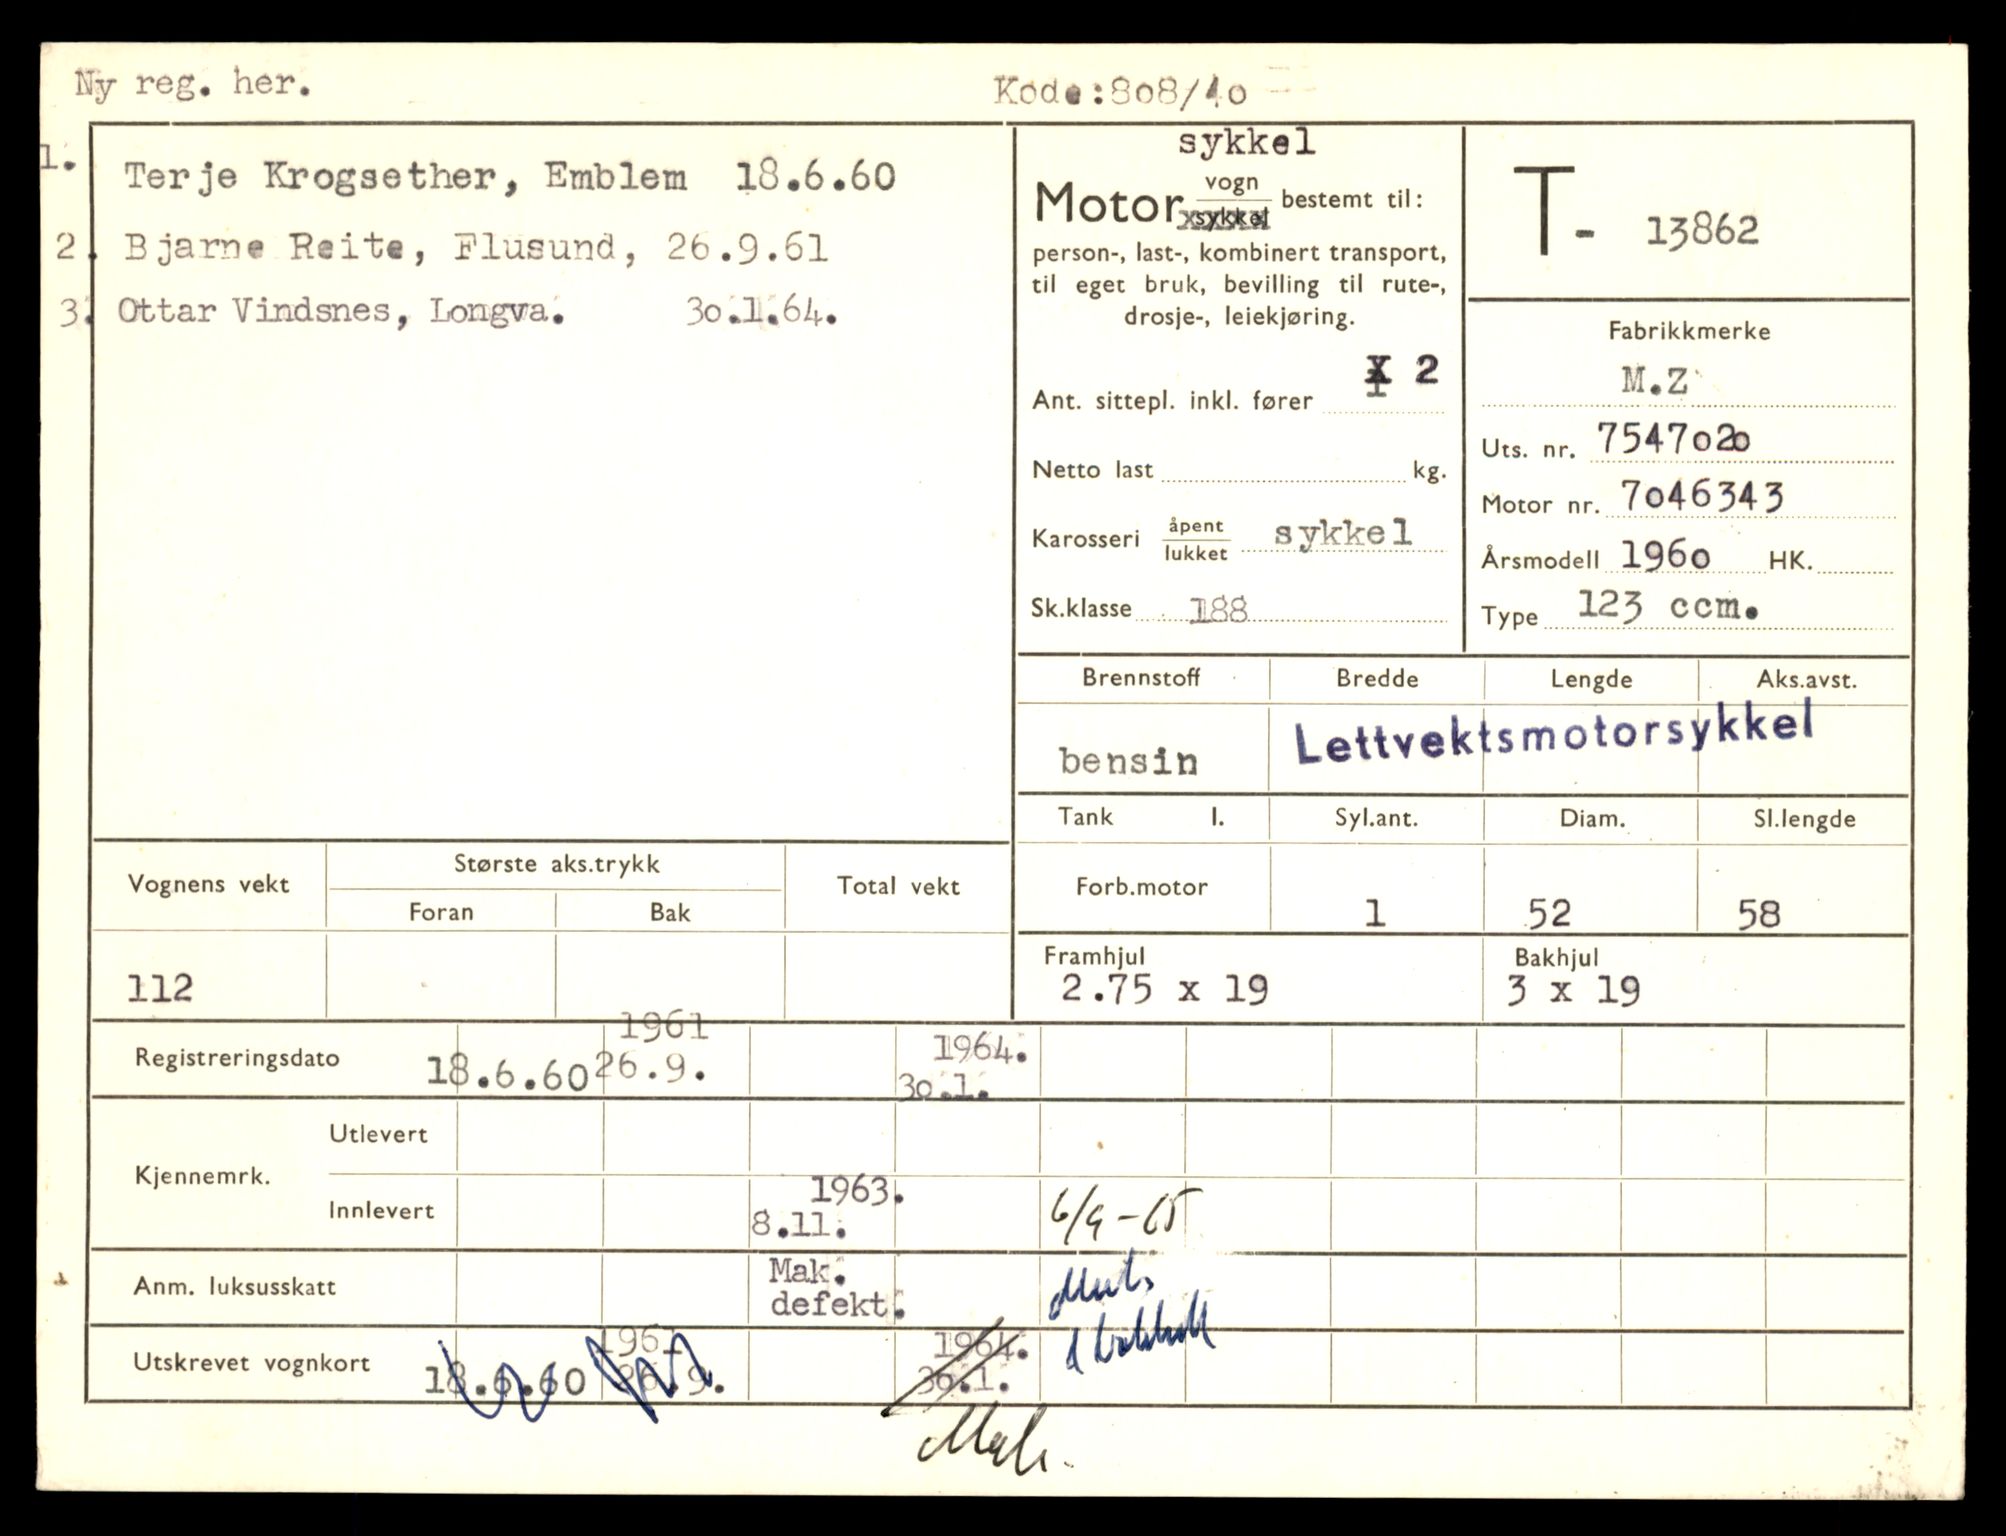 Ny reg. her.
Kode:808/40
1. Terje Krogsether, Emblem 18.6.60
2. Bjarne Reite, Flusund, 26.9.61
3. Ottar Vindsnes, Longva. 30.1.64.
sykkel
Motor vogn sykkel bestemt til:
person-, last-, kombinert transport,
til eget bruk, bevilling til rute-,
drosje-, leiekjøring.
Ant. sittepl. inkl. fører 2
Netto last kg.
Karosseri åpent lukket sykkel
Sk.klasse 188
T- 13862
Fabrikkmerke
M.Z
Uts. nr. 7547020
Motor nr. 7046343
Årsmodell 1960 HK.
Type 123 ccm.
Brennstoff Bredde Lengde Aks.avst.
bensin Lettvektsmotorsykkel
Tank l. Syl.ant. Diam. Sl.lengde
Forb.motor 1 52 58
Framhjul Bakhjul
2.75 x 19 3 x 19
Vognens vekt Største aks.trykk Total vekt
Foran Bak
112
Registreringsdato 18.6.60 1961 26.9. 1964. 30.1.
Kjennemrk. Utlevert
Innlevert 1963. 8.11. 6/9-65
Anm. luksusskatt Mak. defekt.
Utskrevet vognkort 18.6.60 1961 26.9. 1964. 30.1.
Mak.